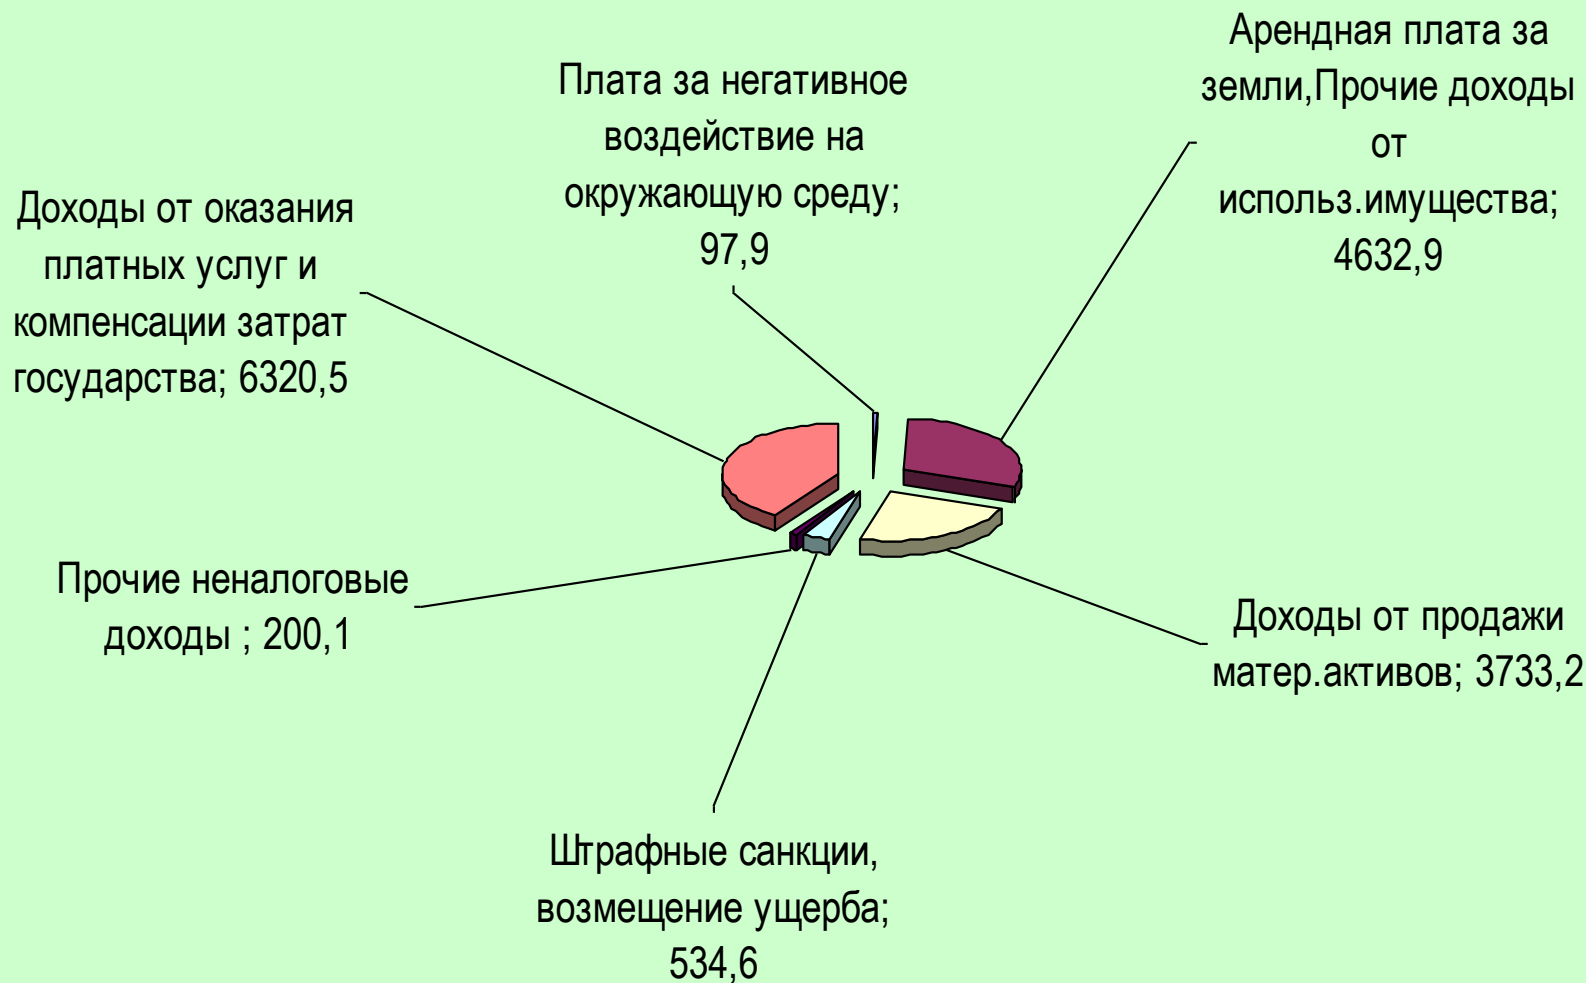 Плата за негативное
воздействие на
окружающую среду;
97,9
Арендная плата за
земли,Прочие доходы
от
использ.имущества;
4632,9
Доходы от оказания
платных услуг и
компенсации затрат
государства; 6320,5
Прочие неналоговые
доходы ; 200,1
Доходы от продажи
матер.активов; 3733,2
Штрафные санкции,
возмещение ущерба;
534,6